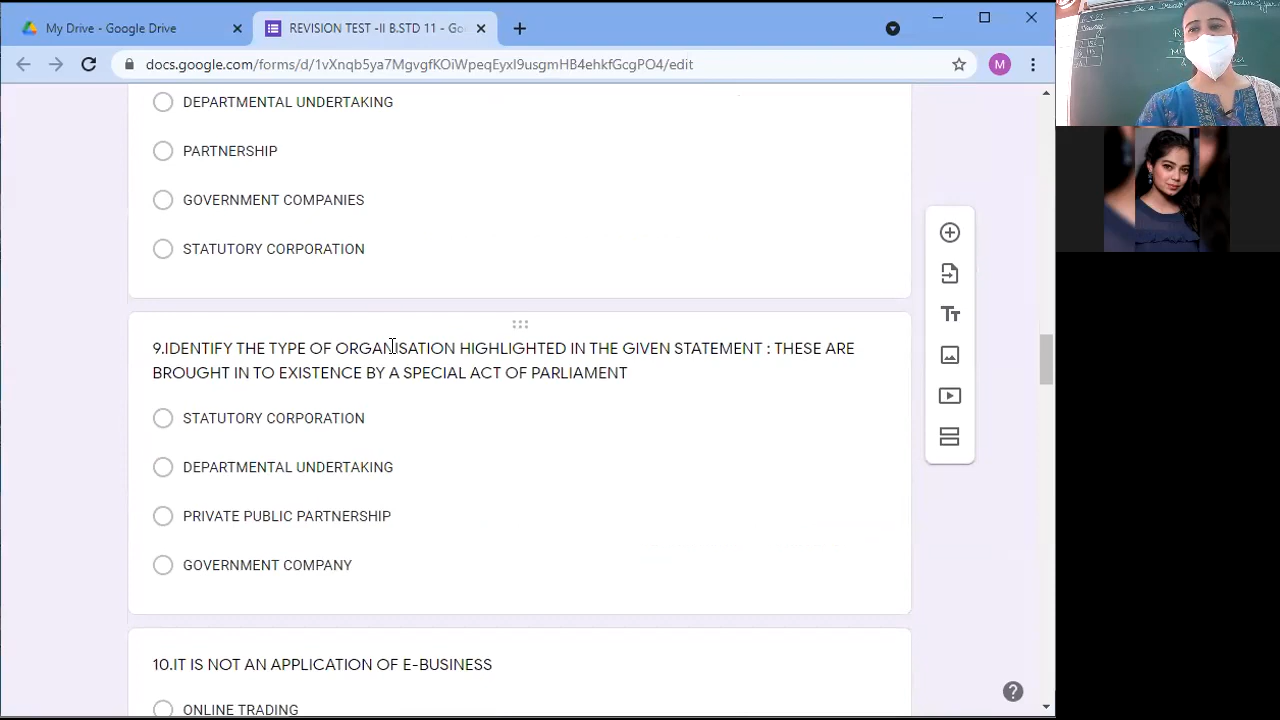 My Drive - Google Drive
REVISION TEST -II B.STD 11 - Go
docs.google.com/forms/d/1vXnqb5ya7MgvgfKOiWpeqEyxI9usgmHB4ehkfGcgPO4/edit
M
DEPARTMENTAL UNDERTAKING
PARTNERSHIP
GOVERNMENT COMPANIES
STATUTORY CORPORATION
9.IDENTIFY THE TYPE OF ORGANISATION HIGHLIGHTED IN THE GIVEN STATEMENT : THESE ARE
BROUGHT IN TO EXISTENCE BY A SPECIAL ACT OF PARLIAMENT
STATUTORY CORPORATION
DEPARTMENTAL UNDERTAKING
PRIVATE PUBLIC PARTNERSHIP
GOVERNMENT COMPANY
10.IT IS NOT AN APPLICATION OF E-BUSINESS
ONLINE TRADING